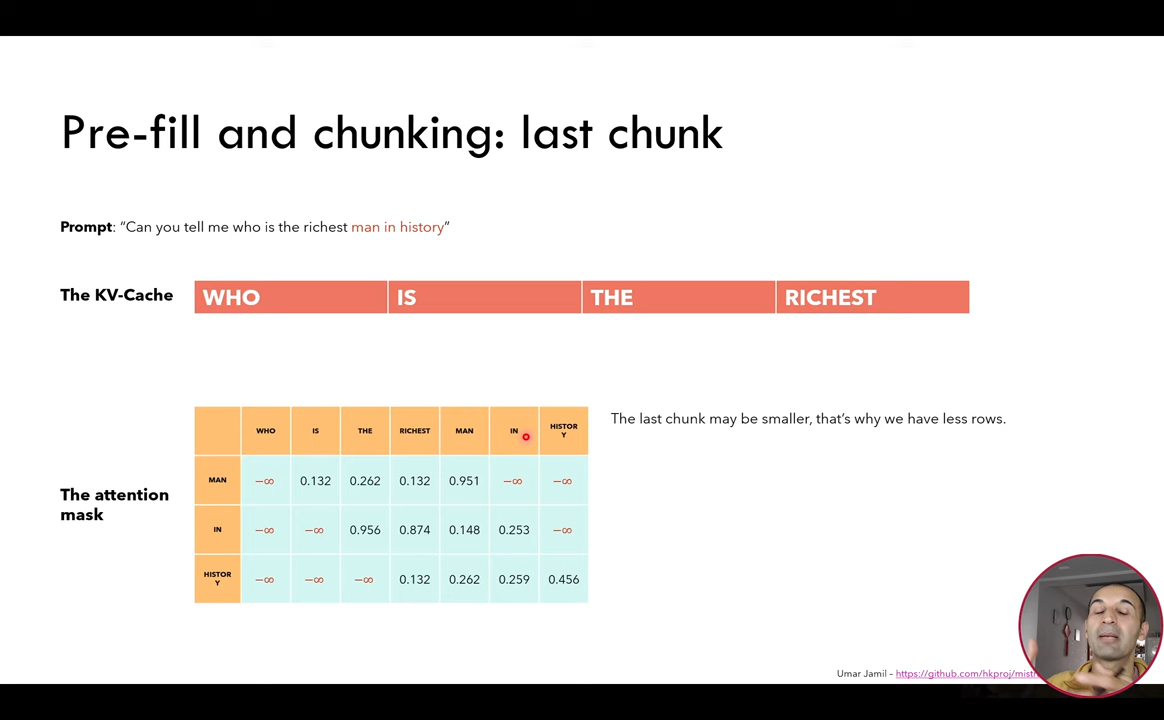 Pre-fill and chunking: last chunk
Prompt: “Can you tell me who is the richest man in history”
The KV-Cache WHO IS THE RICHEST
The last chunk may be smaller, that’s why we have less rows.
WHO IS THE RICHEST MAN IN HISTOR
Y
MAN −∞ 0.132 0.262 0.132 0.951 −∞ −∞
The attention
mask
IN −∞ −∞ 0.956 0.874 0.148 0.253 −∞
HISTOR
Y
−∞ −∞ −∞ 0.132 0.262 0.259 0.456
Umar Jamil – https://github.com/hkproj/mistr